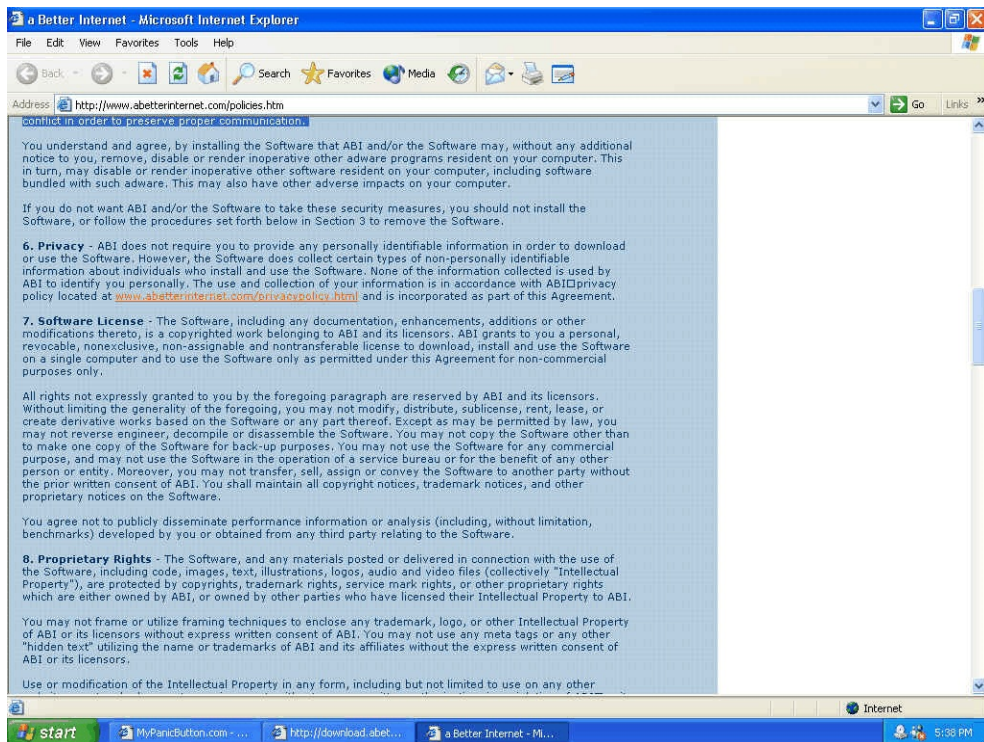 a Better Internet - Microsoft Internet Explorer
File Edit View Favorites Tools Help
Back Search Favorites Media
Address http://www.abetterinternet.com/policies.htm Go Links »
conflict in order to preserve proper communication.
You understand and agree, by installing the Software that ABI and/or the Software may, without any additional
notice to you, remove, disable or render inoperative other adware programs resident on your computer. This
in turn, may disable or render inoperative other software resident on your computer, including software
bundled with such adware. This may also have other adverse impacts on your computer.
If you do not want ABI and/or the Software to take these security measures, you should not install the
Software, or follow the procedures set forth below in Section 3 to remove the Software.
6. Privacy - ABI does not require you to provide any personally identifiable information in order to download
or use the Software. However, the Software does collect certain types of non-personally identifiable
information about individuals who install and use the Software. None of the information collected is used by
ABI to identify you personally. The use and collection of your information is in accordance with ABI□privacy
policy located at www.abetterinternet.com/privacypolicy.html and is incorporated as part of this Agreement.
7. Software License - The Software, including any documentation, enhancements, additions or other
modifications thereto, is a copyrighted work belonging to ABI and its licensors. ABI grants to you a personal,
revocable, nonexclusive, non-assignable and nontransferable license to download, install and use the Software
on a single computer and to use the Software only as permitted under this Agreement for non-commercial
purposes only.
All rights not expressly granted to you by the foregoing paragraph are reserved by ABI and its licensors.
Without limiting the generality of the foregoing, you may not modify, distribute, sublicense, rent, lease, or
create derivative works based on the Software or any part thereof. Except as may be permitted by law, you
may not reverse engineer, decompile or disassemble the Software. You may not copy the Software other than
to make one copy of the Software for back-up purposes. You may not use the Software for any commercial
purpose, and may not use the Software in the operation of a service bureau or for the benefit of any other
person or entity. Moreover, you may not transfer, sell, assign or convey the Software to another party without
the prior written consent of ABI. You shall maintain all copyright notices, trademark notices, and other
proprietary notices on the Software.
You agree not to publicly disseminate performance information or analysis (including, without limitation,
benchmarks) developed by you or obtained from any third party relating to the Software.
8. Proprietary Rights - The Software, and any materials posted or delivered in connection with the use of
the Software, including code, images, text, illustrations, logos, audio and video files (collectively "Intellectual
Property"), are protected by copyrights, trademark rights, service mark rights, or other proprietary rights
which are either owned by ABI, or owned by other parties who have licensed their Intellectual Property to ABI.
You may not frame or utilize framing techniques to enclose any trademark, logo, or other Intellectual Property
of ABI or its licensors without express written consent of ABI. You may not use any meta tags or any other
"hidden text" utilizing the name or trademarks of ABI and its affiliates without the express written consent of
ABI or its licensors.
Use or modification of the Intellectual Property in any form, including but not limited to use on any other
Internet
start MyPanicButton.com - ... http://download.abet... a Better Internet - Mi... 5:38 PM